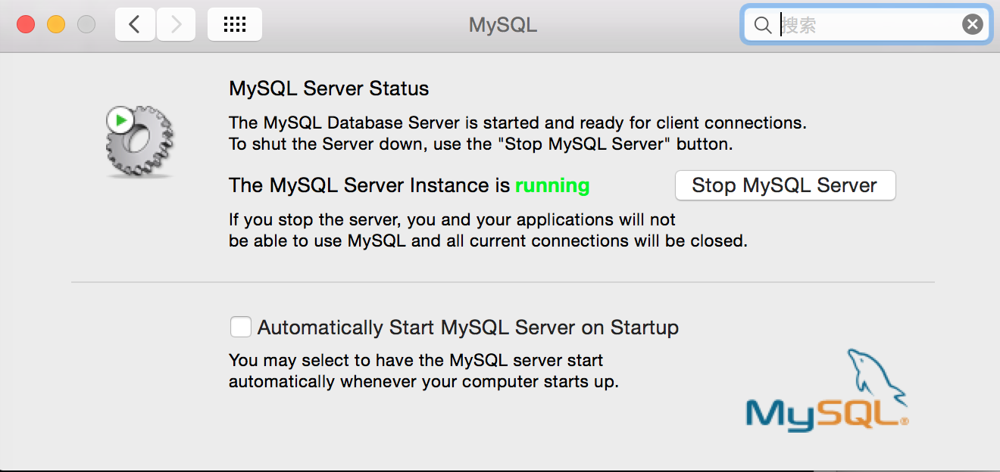 MySQL
搜索
MySQL Server Status
The MySQL Database Server is started and ready for client connections.
To shut the Server down, use the "Stop MySQL Server" button.
The MySQL Server Instance is running
Stop MySQL Server
If you stop the server, you and your applications will not
be able to use MySQL and all current connections will be closed.
Automatically Start MySQL Server on Startup
You may select to have the MySQL server start
automatically whenever your computer starts up.
MySQL®